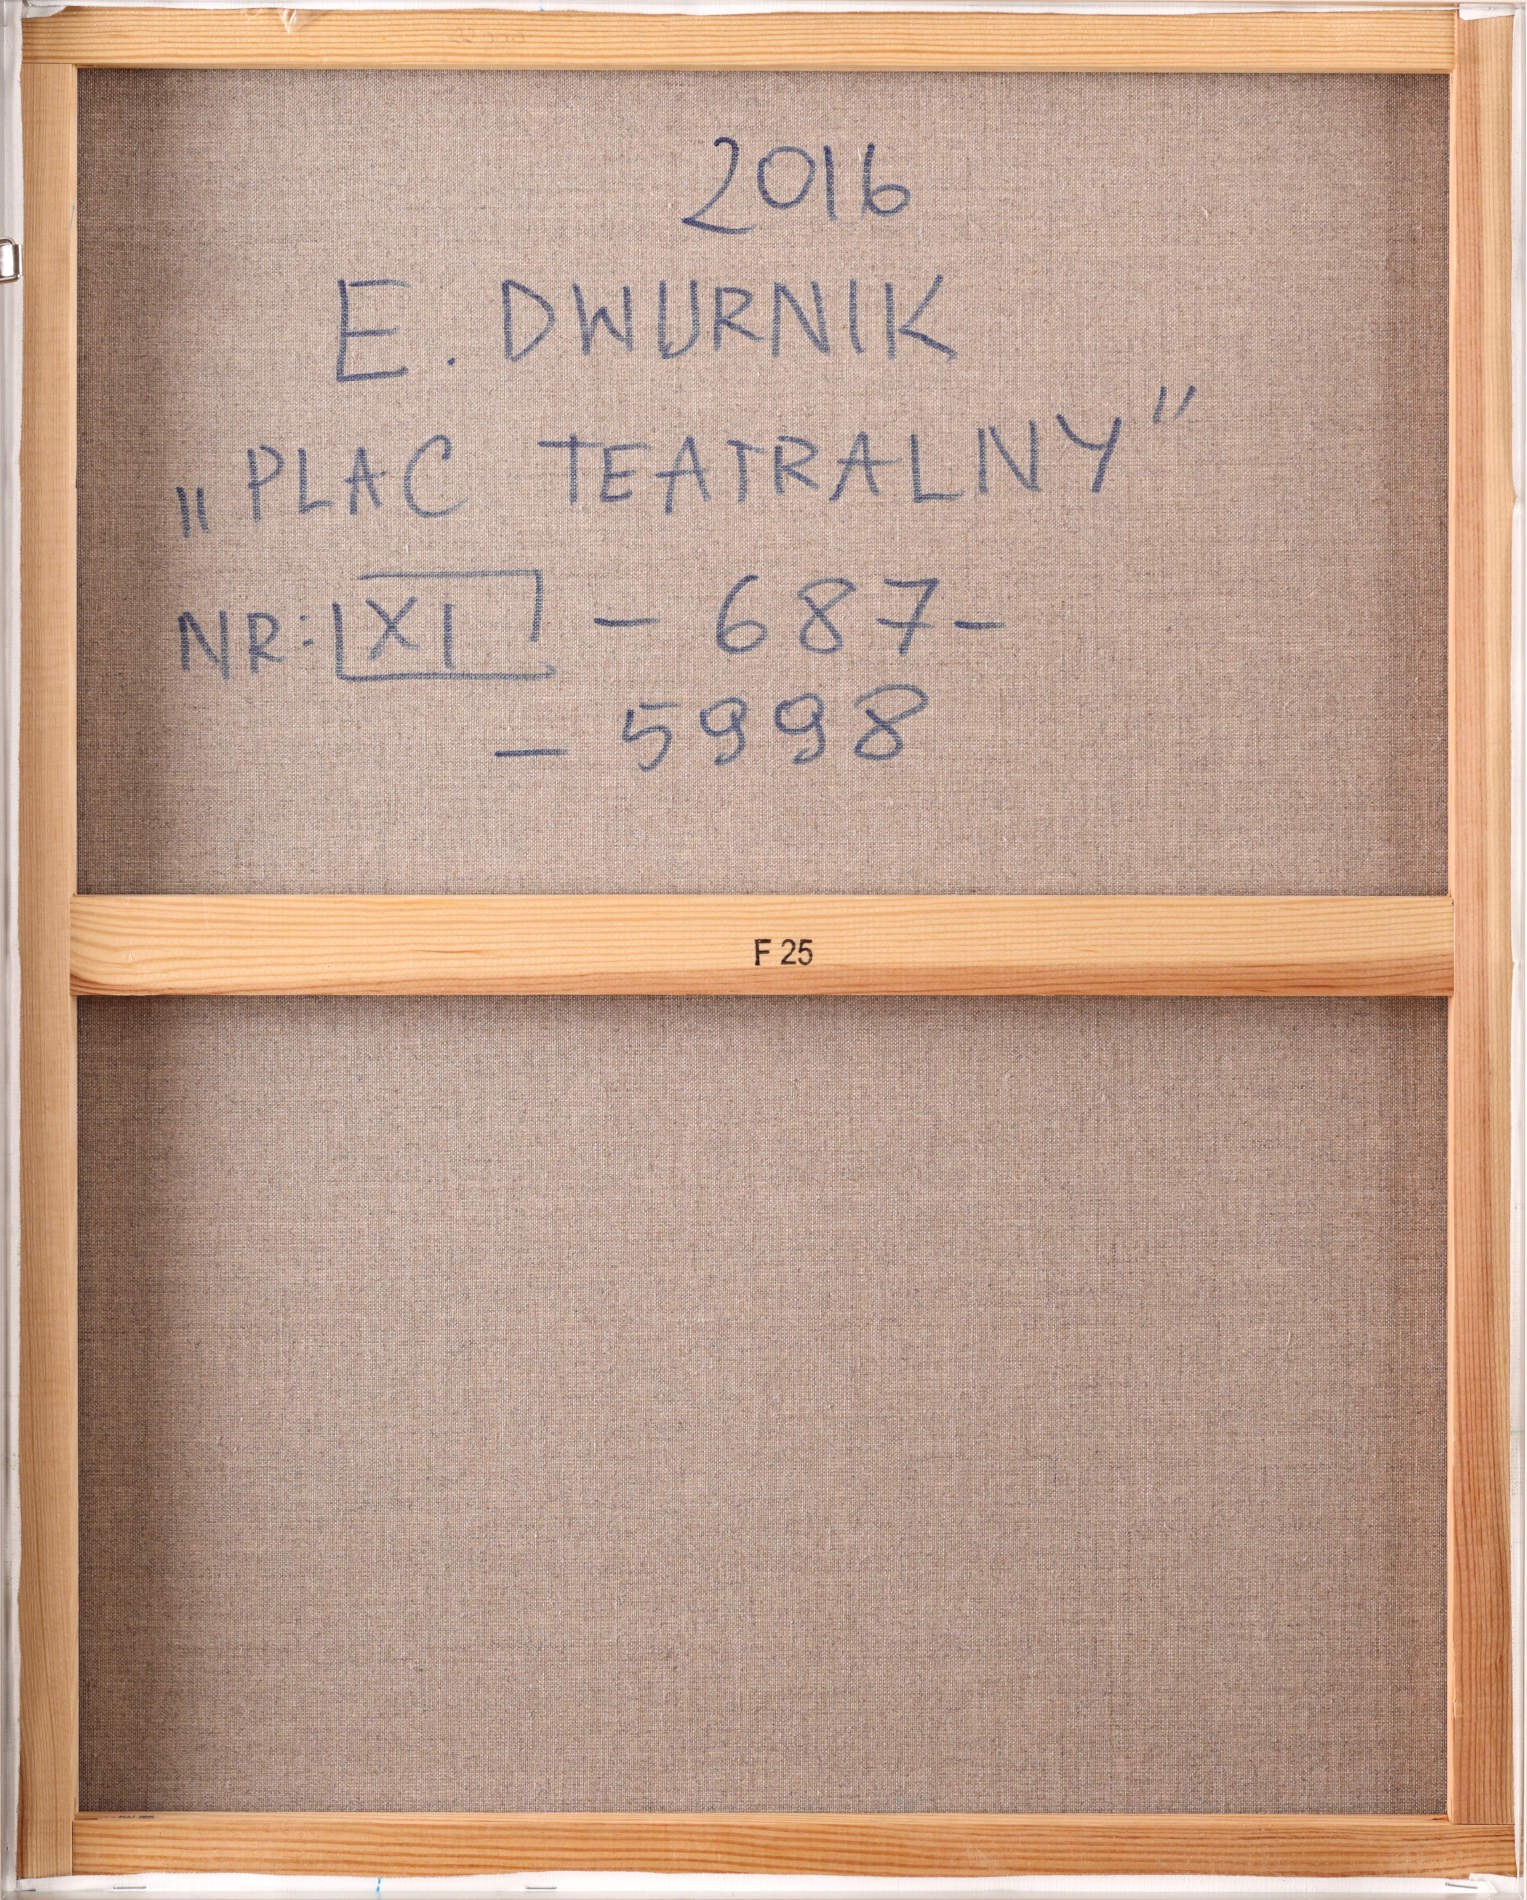 2016
E. DWURNIK
„PLAC TEATRALNY"
NR: XI - 687-
- 5998
F 25